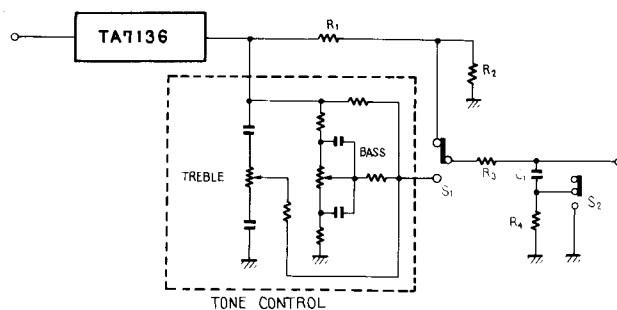 TA7136
R1
R2
TREBLE
BASS
S1
R3
C1
R4
S2
TONE CONTROL